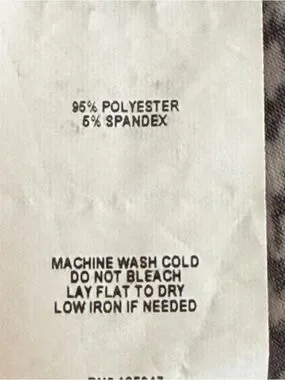 95% POLYESTER
5% SPANDEX
MACHINE WASH COLD
DO NOT BLEACH
LAY FLAT TO DRY
LOW IRON IF NEEDED